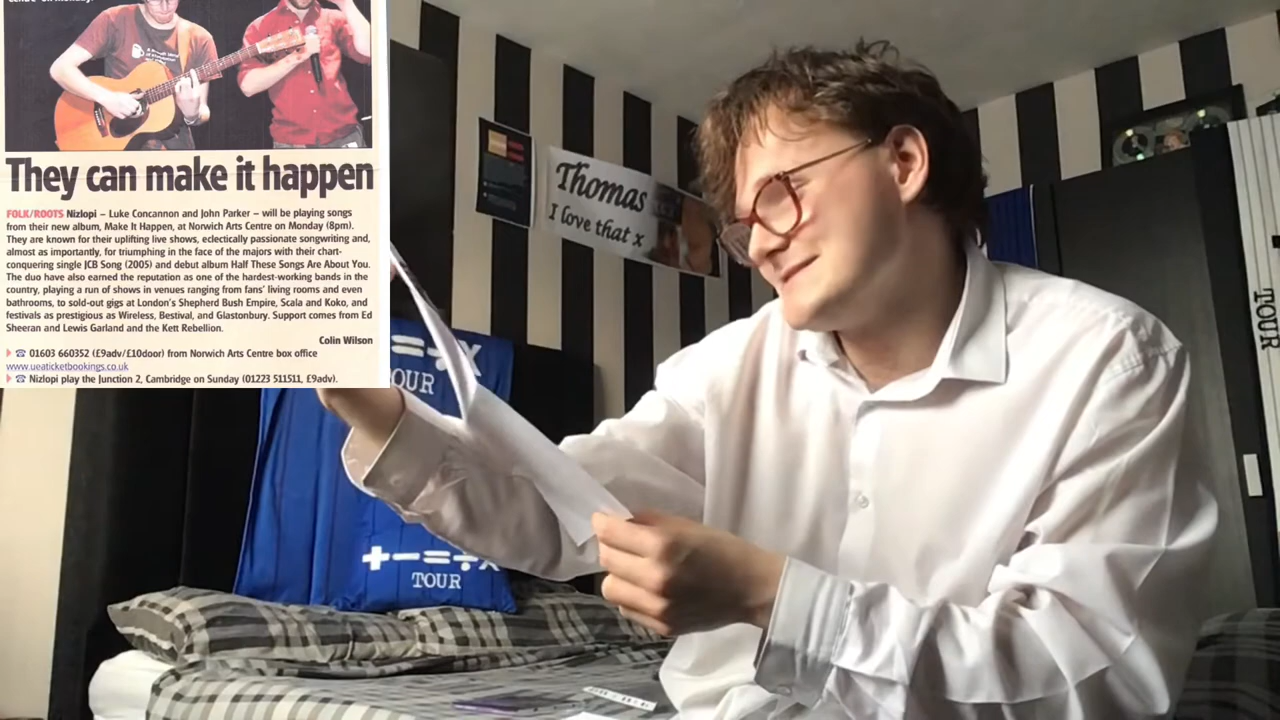 They can make it happen
FOLK/ROOTS Nizlopi – Luke Concannon and John Parker – will be playing songs
from their new album, Make It Happen, at Norwich Arts Centre on Monday (8pm).
They are known for their uplifting live shows, eclectically passionate songwriting and,
almost as importantly, for triumphing in the face of the majors with their chart-
conquering single JCB Song (2005) and debut album Half These Songs Are About You.
The duo have also earned the reputation as one of the hardest-working bands in the
country, playing a run of shows in venues ranging from fans' living rooms and even
bathrooms, to sold-out gigs at London's Shepherd Bush Empire, Scala and Koko, and
festivals as prestigious as Wireless, Bestival, and Glastonbury. Support comes from Ed
Sheeran and Lewis Garland and the Kett Rebellion.
Colin Wilson
01603 660352 (£9adv/£10door) from Norwich Arts Centre box office
www.ueaticketbookings.co.uk
Nizlopi play the Junction 2, Cambridge on Sunday (01223 511511, £9adv).
Thomas
I love that x
=÷x
OUR
+-=÷x
TOUR
TOUR